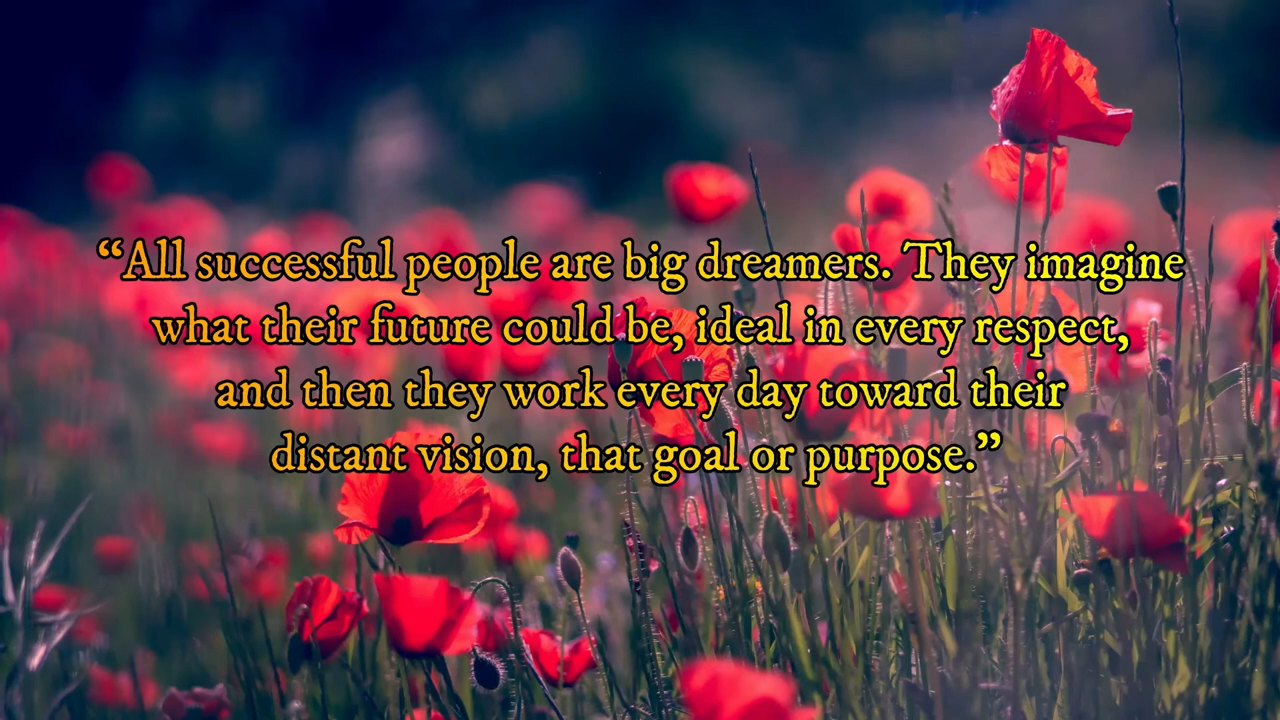 “All successful people are big dreamers. They imagine
what their future could be, ideal in every respect,
and then they work every day toward their
distant vision, that goal or purpose.”